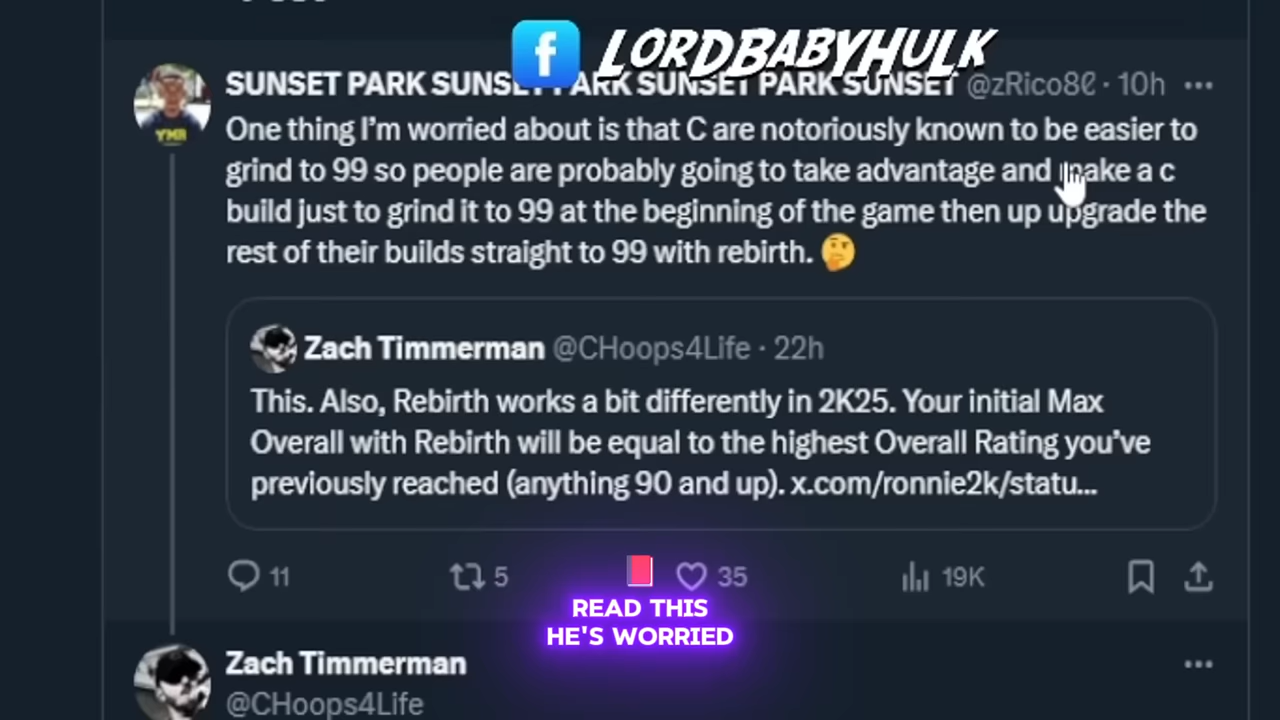 f LORDBABYHULK
SUNSET PARK SUNSET PARK SUNSET PARK SUNSET @zRico8 · 10h
One thing I'm worried about is that C are notoriously known to be easier to
grind to 99 so people are probably going to take advantage and make a c
build just to grind it to 99 at the beginning of the game then up upgrade the
rest of their builds straight to 99 with rebirth. 🤔
Zach Timmerman @CHoops4Life · 22h
This. Also, Rebirth works a bit differently in 2K25. Your initial Max
Overall with Rebirth will be equal to the highest Overall Rating you've
previously reached (anything 90 and up). x.com/ronnie2k/statu...
11 5 35 19K
READ THIS
HE'S WORRIED
Zach Timmerman
@CHoops4Life